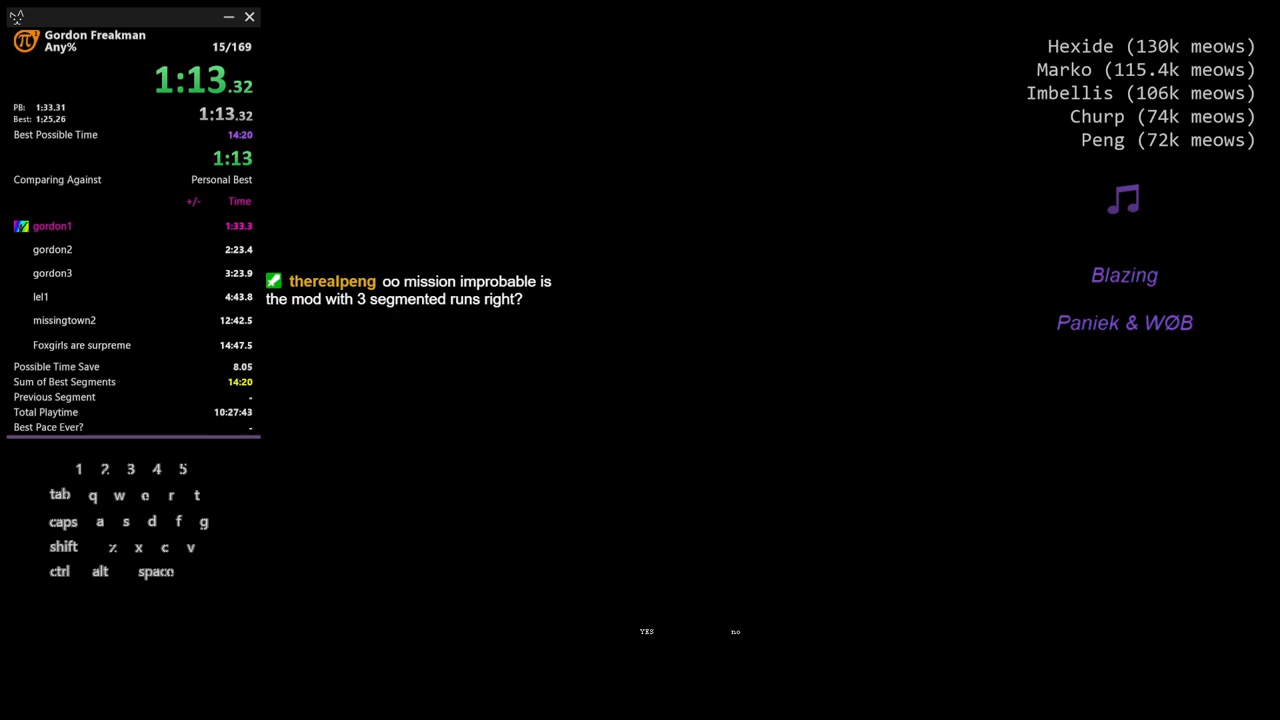 Gordon Freakman
Any%
15/169
1:13.32
PB: 1:33.31
Best: 1:25.26
1:13.32
Best Possible Time 14:20
1:13
Comparing Against Personal Best
+/- Time
gordon1 1:33.3
gordon2 2:23.4
gordon3 3:23.9
lel1 4:43.8
missingtown2 12:42.5
Foxgirls are surpreme 14:47.5
Possible Time Save 8.05
Sum of Best Segments 14:20
Previous Segment -
Total Playtime 10:27:43
Best Pace Ever? -
1 2 3 4 5
tab q w e r t
caps a s d f g
shift z x c v
ctrl alt space
therealpeng oo mission improbable is
the mod with 3 segmented runs right?
YES no
Hexide (130k meows)
Marko (115.4k meows)
Imbellis (106k meows)
Churp (74k meows)
Peng (72k meows)
Blazing
Paniek & WØB